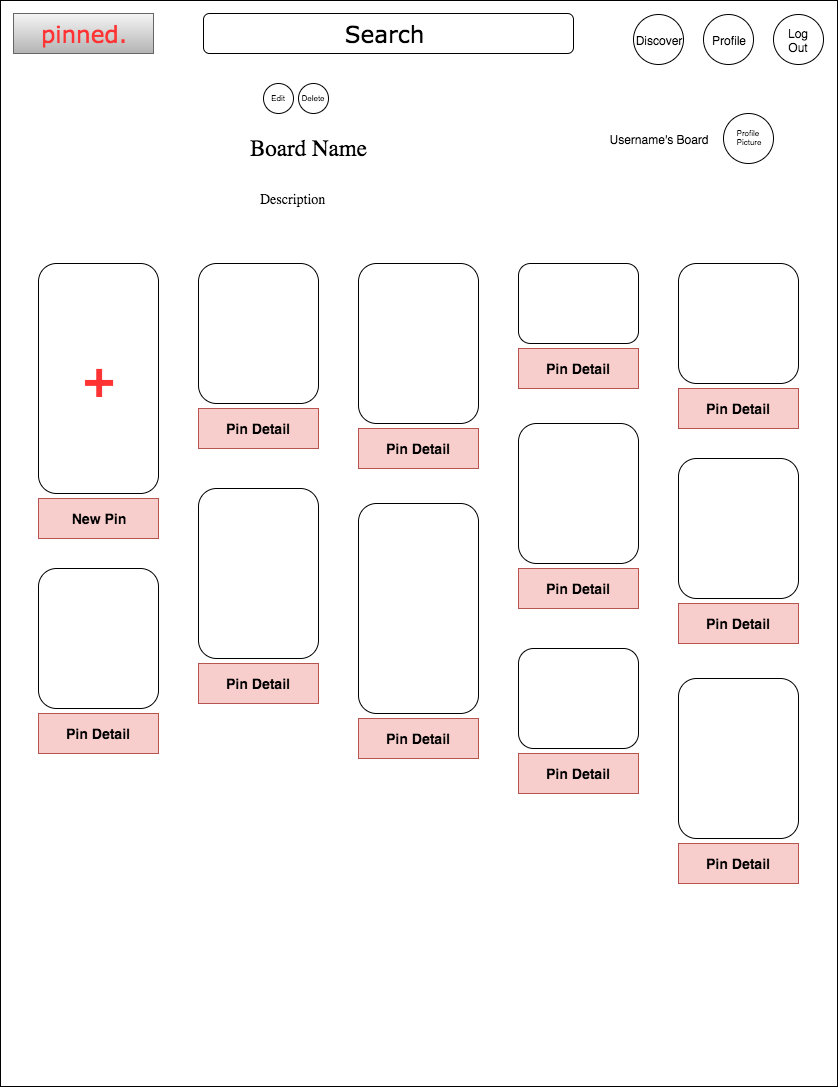 pinned.
Search
Discover
Profile
Log
Out
Edit
Delete
Board Name
Username's Board
Profile
Picture
Description
+
New Pin
Pin Detail
Pin Detail
Pin Detail
Pin Detail
Pin Detail
Pin Detail
Pin Detail
Pin Detail
Pin Detail
Pin Detail
Pin Detail